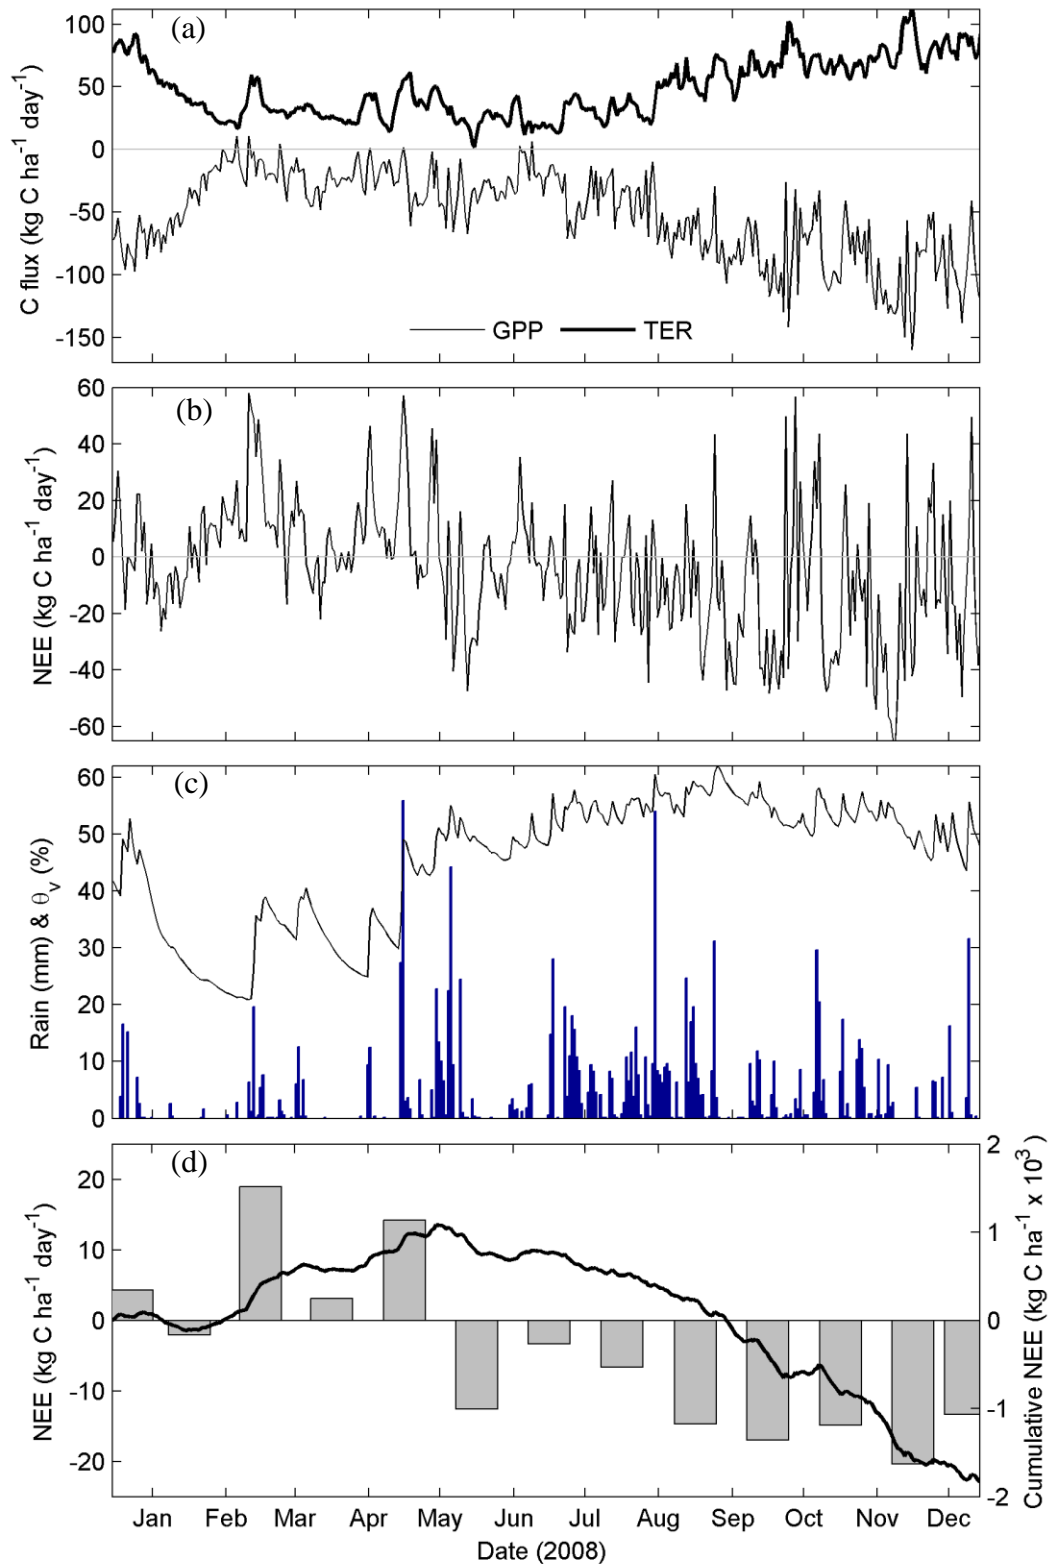 (a)
100
50
0
-50
-100
-150
C flux (kg C ha⁻¹ day⁻¹)
GPP TER
(b)
60
40
20
0
-20
-40
-60
NEE (kg C ha⁻¹ day⁻¹)
(c)
60
50
40
30
20
10
0
Rain (mm) & θᵥ (%)
(d)
20
10
0
-10
-20
NEE (kg C ha⁻¹ day⁻¹)
2
1
0
-1
-2
Cumulative NEE (kg C ha⁻¹ x 10³)
Jan Feb Mar Apr May Jun Jul Aug Sep Oct Nov Dec
Date (2008)